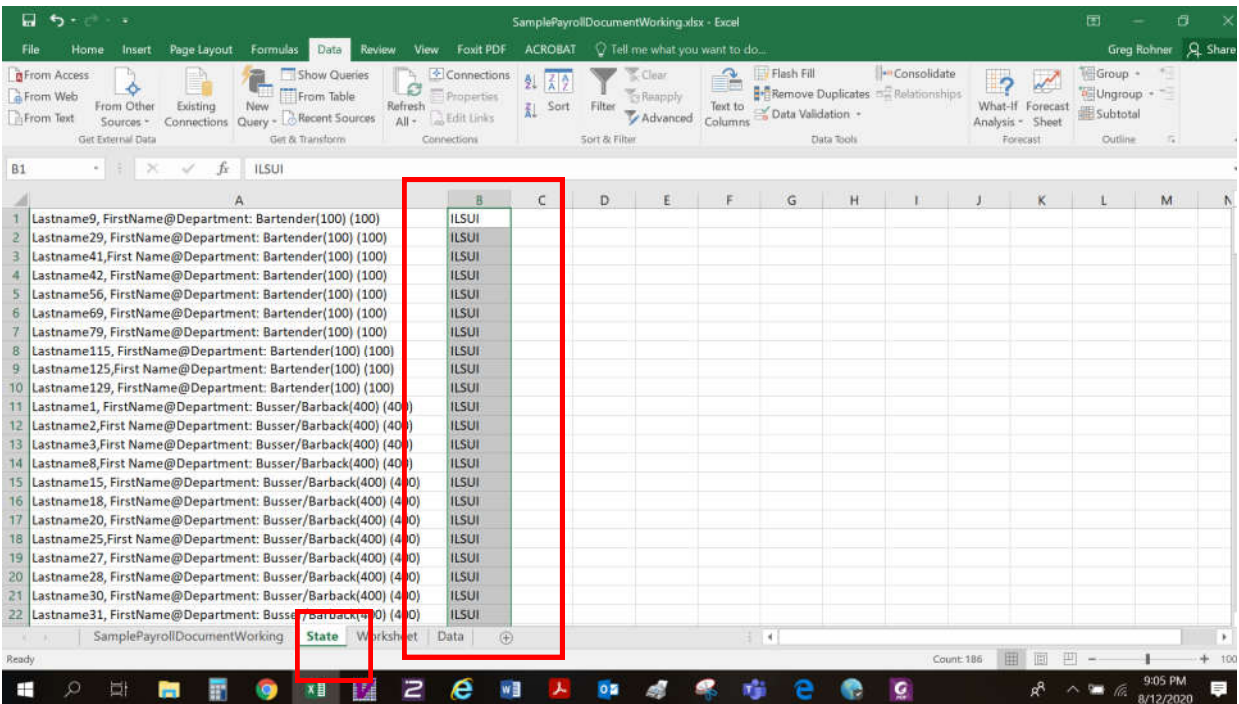 SamplePayrollDocumentWorking.xlsx - Excel
File Home Insert Page Layout Formulas Data Review View Foxit PDF ACROBAT Tell me what you want to do... Greg Rohner Share
From Access
From Web
From Text
From Other Sources
Existing Connections
Get External Data
New Query
Show Queries
From Table
Recent Sources
Get & Transform
Refresh All
Connections
Properties
Edit Links
Connections
Sort
Filter
Clear
Reapply
Advanced
Sort & Filter
Text to Columns
Flash Fill
Remove Duplicates
Data Validation
Consolidate
Relationships
Data Tools
What-If Analysis
Forecast Sheet
Forecast
Group
Ungroup
Subtotal
Outline
B1 fx ILSUI
A B C D E F G H I J K L M N
1 Lastname9, FirstName@Department: Bartender(100) (100) ILSUI
2 Lastname29, FirstName@Department: Bartender(100) (100) ILSUI
3 Lastname41,First Name@Department: Bartender(100) (100) ILSUI
4 Lastname42, FirstName@Department: Bartender(100) (100) ILSUI
5 Lastname56, FirstName@Department: Bartender(100) (100) ILSUI
6 Lastname69, FirstName@Department: Bartender(100) (100) ILSUI
7 Lastname79, FirstName@Department: Bartender(100) (100) ILSUI
8 Lastname115, FirstName@Department: Bartender(100) (100) ILSUI
9 Lastname125,First Name@Department: Bartender(100) (100) ILSUI
10 Lastname129, FirstName@Department: Bartender(100) (100) ILSUI
11 Lastname1, FirstName@Department: Busser/Barback(400) (400) ILSUI
12 Lastname2,First Name@Department: Busser/Barback(400) (400) ILSUI
13 Lastname3,First Name@Department: Busser/Barback(400) (400) ILSUI
14 Lastname8,First Name@Department: Busser/Barback(400) (400) ILSUI
15 Lastname15, FirstName@Department: Busser/Barback(400) (400) ILSUI
16 Lastname18, FirstName@Department: Busser/Barback(400) (400) ILSUI
17 Lastname20, FirstName@Department: Busser/Barback(400) (400) ILSUI
18 Lastname25,First Name@Department: Busser/Barback(400) (400) ILSUI
19 Lastname27, FirstName@Department: Busser/Barback(400) (400) ILSUI
20 Lastname28, FirstName@Department: Busser/Barback(400) (400) ILSUI
21 Lastname30, FirstName@Department: Busser/Barback(400) (400) ILSUI
22 Lastname31, FirstName@Department: Busser/Barback(400) (400) ILSUI
SamplePayrollDocumentWorking State Worksheet Data
Ready Count: 186 100
9:05 PM
8/12/2020